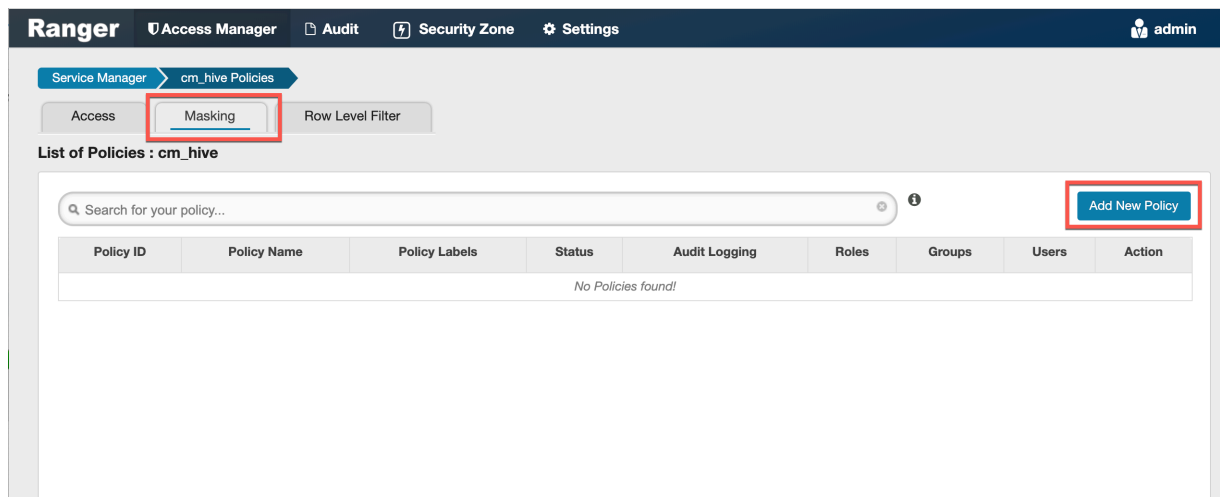 Ranger Access Manager Audit Security Zone Settings admin
Service Manager cm_hive Policies
Access Masking Row Level Filter
List of Policies : cm_hive
Search for your policy...
Add New Policy
Policy ID Policy Name Policy Labels Status Audit Logging Roles Groups Users Action
No Policies found!